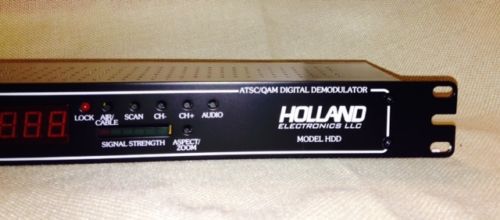 ATSC/QAM DIGITAL DEMODULATOR
888
LOCK
AIR/
CABLE
SCAN
CH-
CH+
AUDIO
SIGNAL STRENGTH
ASPECT/
ZOOM
HOLLAND
ELECTRONICS LLC
MODEL HDD